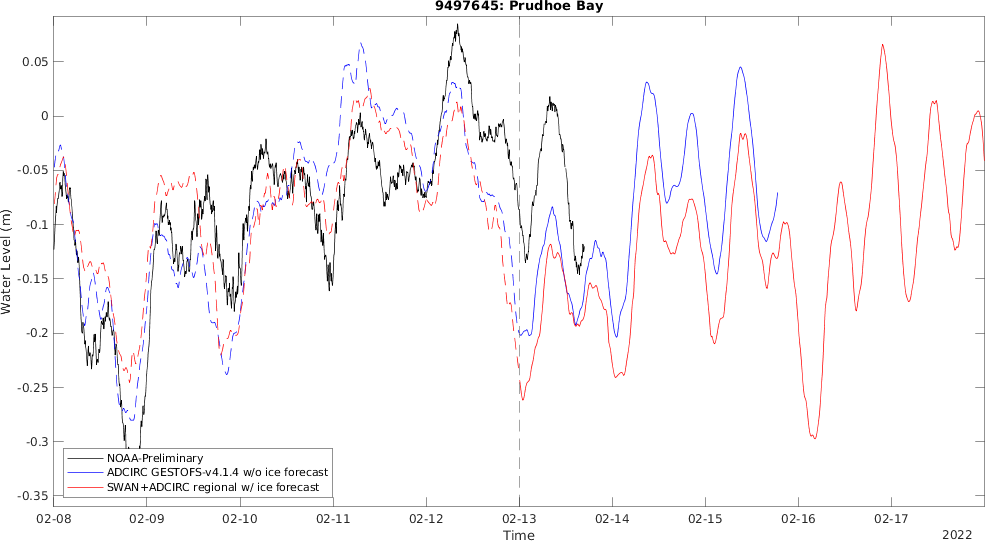 9497645: Prudhoe Bay
Water Level (m)
0.05
0
-0.05
-0.1
-0.15
-0.2
-0.25
-0.3
-0.35
NOAA-Preliminary
ADCIRC GESTOFS-v4.1.4 w/o ice forecast
SWAN+ADCIRC regional w/ ice forecast
02-08 02-09 02-10 02-11 02-12 02-13 02-14 02-15 02-16 02-17
Time
2022